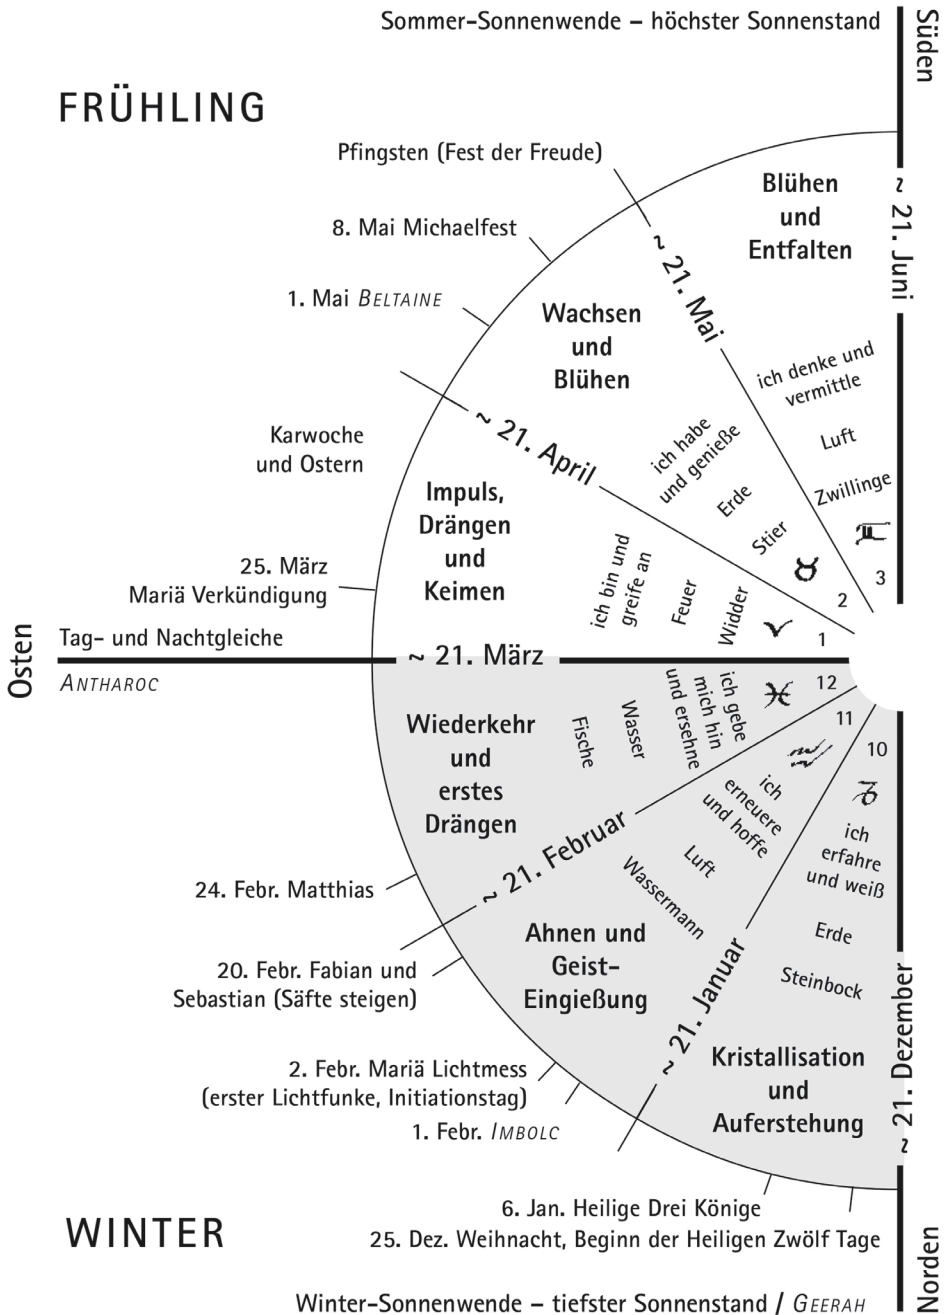 Sommer-Sonnenwende – höchster Sonnenstand
Süden
FRÜHLING
Pfingsten (Fest der Freude)
8. Mai Michaelfest
1. Mai BELTAINE
Karwoche
und Ostern
25. März
Mariä Verkündigung
Tag- und Nachtgleiche
Osten
ANTHAROC
~ 21. Juni
Blühen
und
Entfalten
ich denke und
vermittle
Luft
Zwillinge
3
~ 21. Mai
Wachsen
und
Blühen
ich habe
und genieße
Erde
Stier
2
~ 21. April
Impuls,
Drängen
und
Keimen
ich bin und
greife an
Feuer
Widder
1
~ 21. März
Wiederkehr
und
erstes
Drängen
Fische
Wasser
ich gebe
mich hin
und ersehne
12
~ 21. Februar
Ahnen und
Geist-
Eingießung
Wassermann
Luft
ich
erneuere
und hoffe
11
~ 21. Januar
10
ich
erfahre
und weiß
Erde
Steinbock
Kristallisation
und
Auferstehung
~ 21. Dezember
24. Febr. Matthias
20. Febr. Fabian und
Sebastian (Säfte steigen)
2. Febr. Mariä Lichtmess
(erster Lichtfunke, Initiationstag)
1. Febr. IMBOLC
6. Jan. Heilige Drei Könige
25. Dez. Weihnacht, Beginn der Heiligen Zwölf Tage
WINTER
Norden
Winter-Sonnenwende – tiefster Sonnenstand / GEERAH